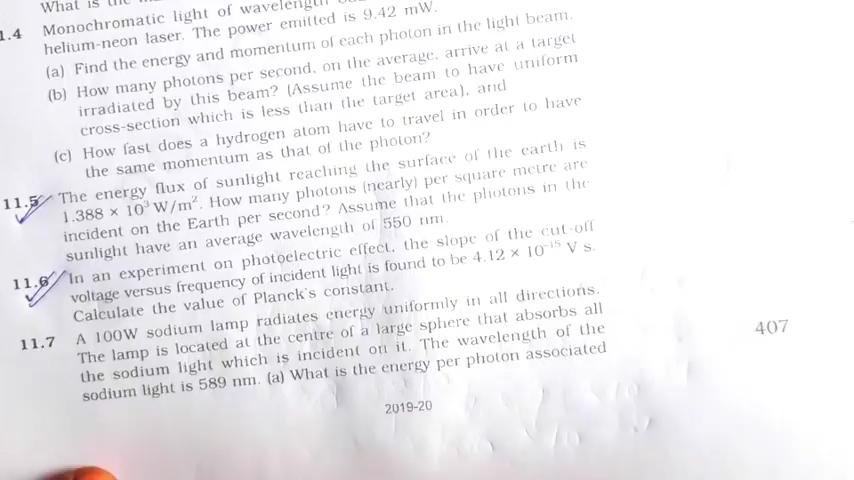 What is the
1.4 Monochromatic light of wavelength
helium-neon laser. The power emitted is 9.42 mW.
(a) Find the energy and momentum of each photon in the light beam.
(b) How many photons per second, on the average, arrive at a target
irradiated by this beam? (Assume the beam to have uniform
cross-section which is less than the target area), and
(c) How fast does a hydrogen atom have to travel in order to have
the same momentum as that of the photon?
11.5 The energy flux of sunlight reaching the surface of the earth is
1.388 × 10³ W/m². How many photons (nearly) per square metre are
incident on the Earth per second? Assume that the photons in the
sunlight have an average wavelength of 550 nm.
11.6 In an experiment on photoelectric effect, the slope of the cut-off
voltage versus frequency of incident light is found to be 4.12 × 10⁻¹⁵ V s.
Calculate the value of Planck's constant.
11.7 A 100W sodium lamp radiates energy uniformly in all directions.
The lamp is located at the centre of a large sphere that absorbs all
the sodium light which is incident on it. The wavelength of the
sodium light is 589 nm. (a) What is the energy per photon associated
407
2019-20